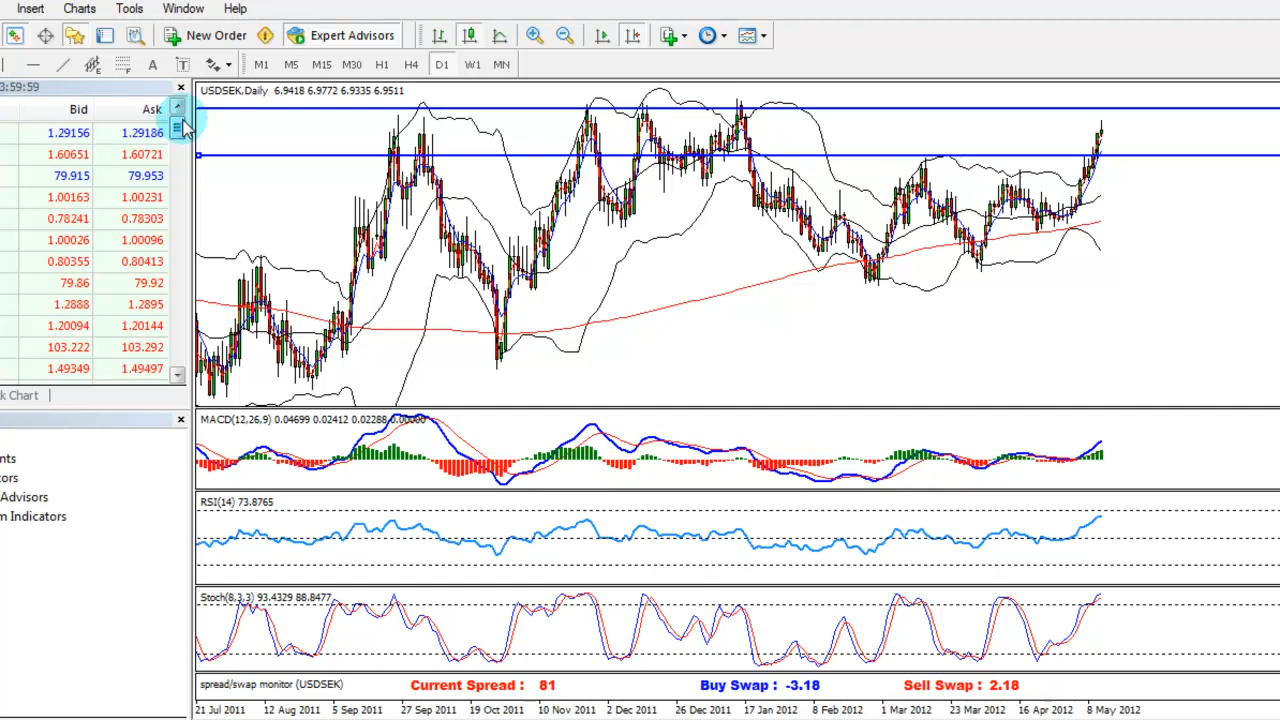 Insert Charts Tools Window Help
New Order Expert Advisors
A T M1 M5 M15 M30 H1 H4 D1 W1 MN
3:59:59
USDSEK,Daily 6.9418 6.9772 6.9335 6.9511
Bid Ask
1.29156 1.29186
1.60651 1.60721
79.915 79.953
1.00163 1.00231
0.78241 0.78303
1.00026 1.00096
0.80355 0.80413
79.86 79.92
1.2888 1.2895
1.20094 1.20144
103.222 103.292
1.49349 1.49497
k Chart
MACD(12,26,9) 0.04699 0.02412 0.02288 0.00000
nts
ors
Advisors
m Indicators
RSI(14) 73.8765
Stoch(8,3,3) 93.4329 88.8477
spread/swap monitor (USDSEK) Current Spread : 81 Buy Swap : -3.18 Sell Swap : 2.18
21 Jul 2011 12 Aug 2011 5 Sep 2011 27 Sep 2011 19 Oct 2011 10 Nov 2011 2 Dec 2011 26 Dec 2011 17 Jan 2012 8 Feb 2012 1 Mar 2012 23 Mar 2012 16 Apr 2012 8 May 2012